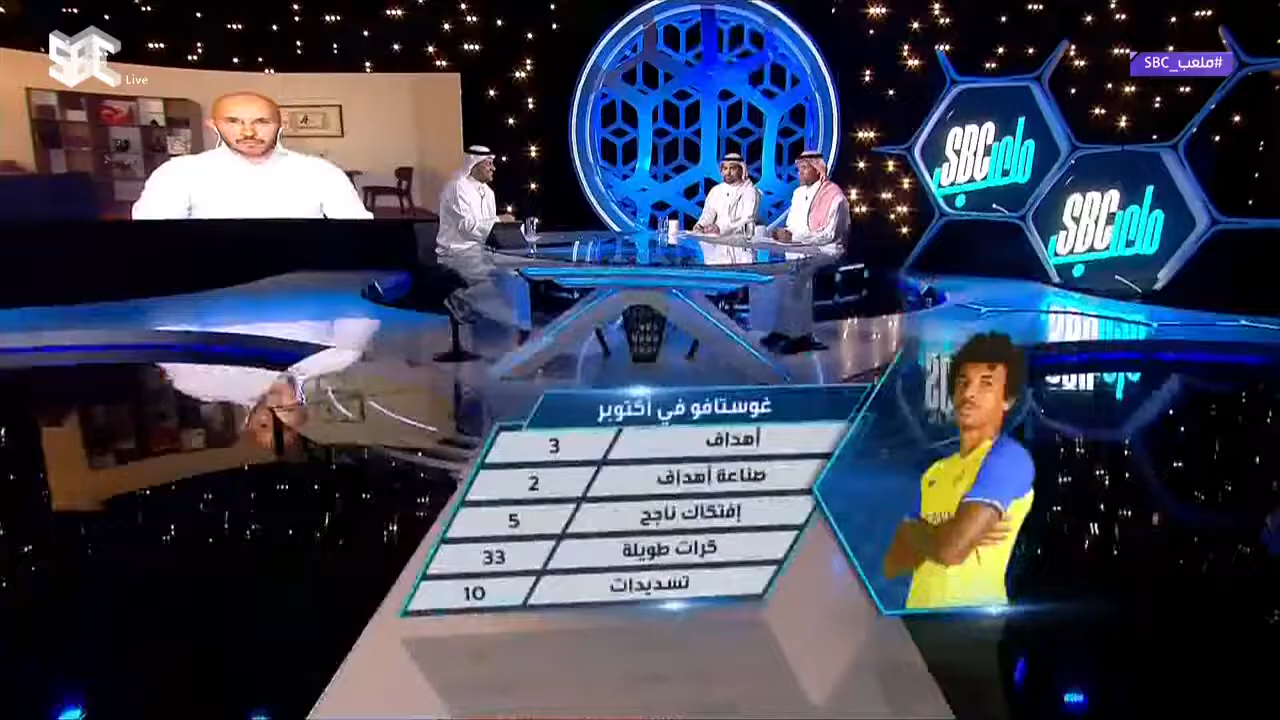 SBC
Live
#ملعب_SBC
ملعب SBC
ملعب SBC
غوستافو في اكتوبر
أهداف 3
صناعة أهداف 2
إفتكاك ناجح 5
كرات طويلة 33
تسديدات 10